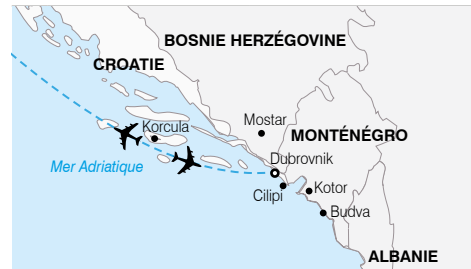 BOSNIE HERZÉGOVINE
CROATIE
Mostar
Korcula
MONTÉNÉGRO
Mer Adriatique
Dubrovnik
Cilipi
Kotor
Budva
ALBANIE